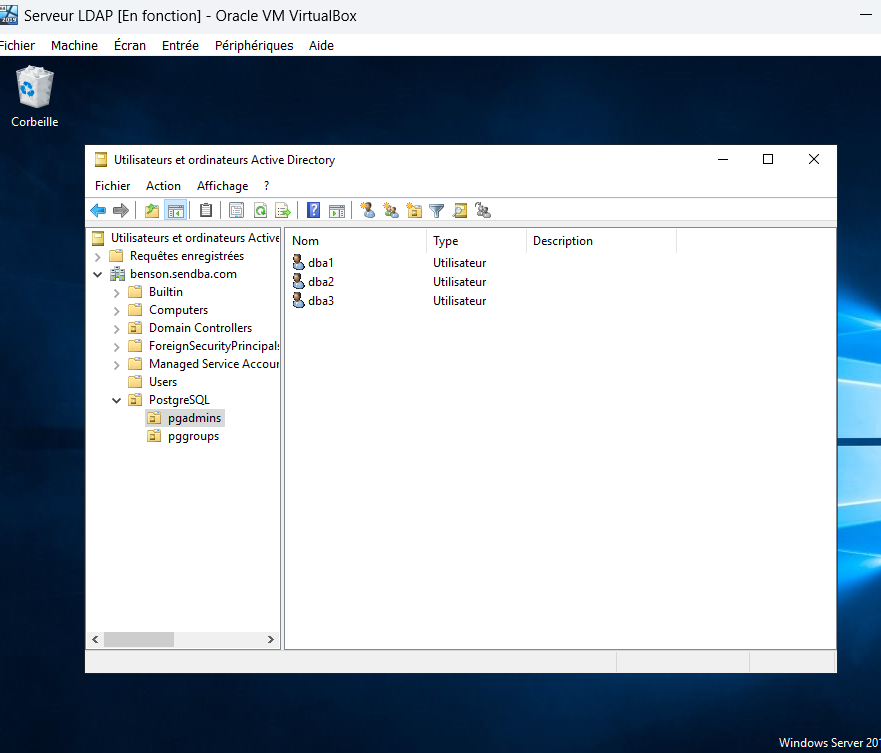 Serveur LDAP [En fonction] - Oracle VM VirtualBox
Fichier Machine Écran Entrée Périphériques Aide
Corbeille
Utilisateurs et ordinateurs Active Directory
Fichier Action Affichage ?
Utilisateurs et ordinateurs Active
Requêtes enregistrées
benson.sendba.com
Builtin
Computers
Domain Controllers
ForeignSecurityPrincipals
Managed Service Accoun
Users
PostgreSQL
pgadmins
pggroups
Nom Type Description
dba1 Utilisateur
dba2 Utilisateur
dba3 Utilisateur
Windows Server 201